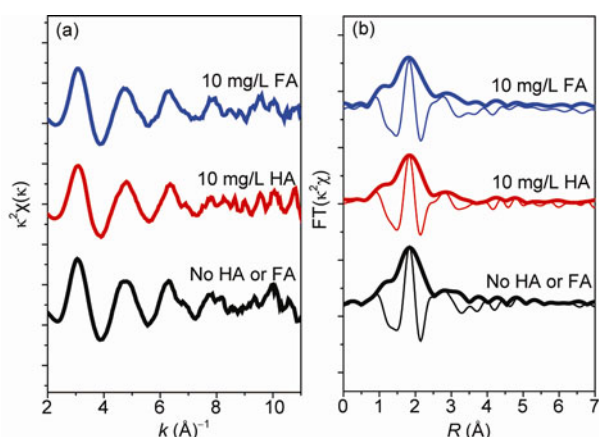 (a)
10 mg/L FA
10 mg/L HA
No HA or FA
κ²χ(κ)
2 4 6 8 10
k (Å)⁻¹
(b)
10 mg/L FA
10 mg/L HA
No HA or FA
FT(κ²χ)
0 1 2 3 4 5 6 7
R (Å)